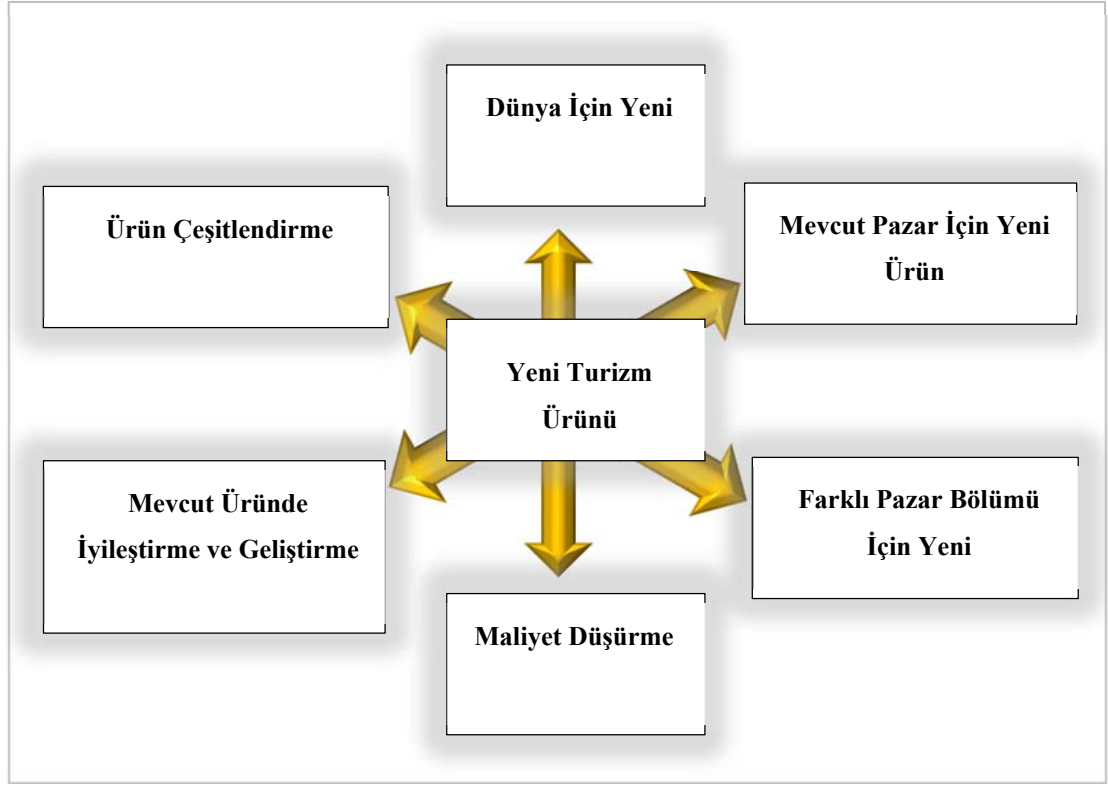 Dünya İçin Yeni
Ürün Çeşitlendirme
Mevcut Pazar İçin Yeni
Ürün
Yeni Turizm
Ürünü
Mevcut Üründe
İyileştirme ve Geliştirme
Farklı Pazar Bölümü
İçin Yeni
Maliyet Düşürme